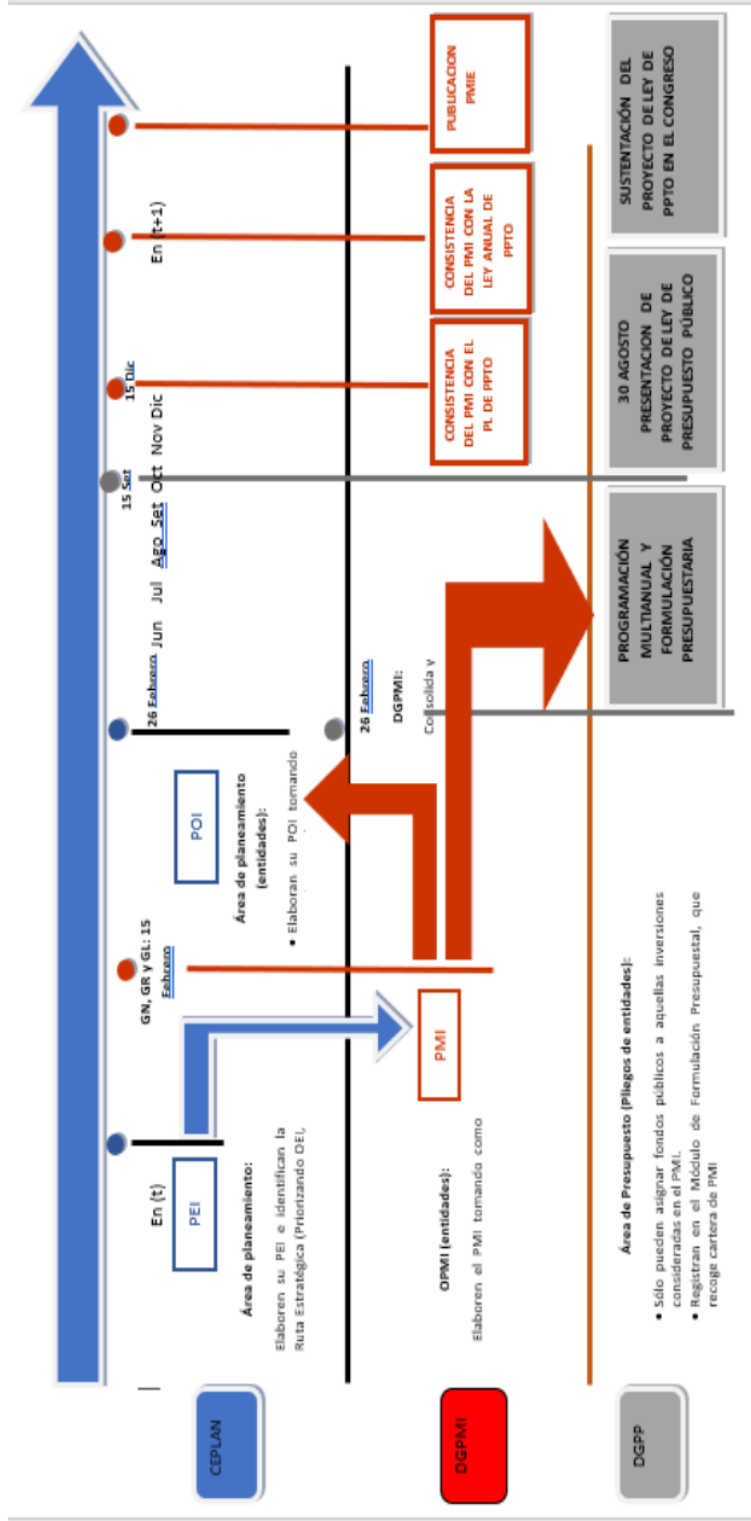 CEPLAN
En (t)
PEI
Área de planeamiento:
Elaboren su PEI e identifican la
Ruta Estratégica (Priorizando OEI,
GN, GR y GL: 15
Febrero
POI
Área de planeamiento
(entidades):
• Elaboran su POI tomando
26 Febrero
Jun Jul Ago Set Oct Nov Dic
15 Set
15 Dic
En (t+1)
DGPMI
OPMI (entidades):
Elaboren el PMI tomando como
PMI
26 Febrero
DGPMI:
Consolida y
CONSISTENCIA
DEL PMI CON EL
PL DE PPTO
CONSISTENCIA
DEL PMI CON LA
LEY ANUAL DE
PPTO
PUBLICACION
PMIE
DGPP
Área de Presupuesto (Pliegos de entidades):
• Sólo pueden asignar fondos públicos a aquellas inversiones
consideradas en el PMI.
• Registran en el Módulo de Formulación Presupuestal, que
recoge cartera de PMI
PROGRAMACIÓN
MULTIANUAL Y
FORMULACIÓN
PRESUPUESTARIA
30 AGOSTO
PRESENTACION DE
PROYECTO DE LEY DE
PRESUPUESTO PÚBLICO
SUSTENTACIÓN DEL
PROYECTO DE LEY DE
PPTO EN EL CONGRESO